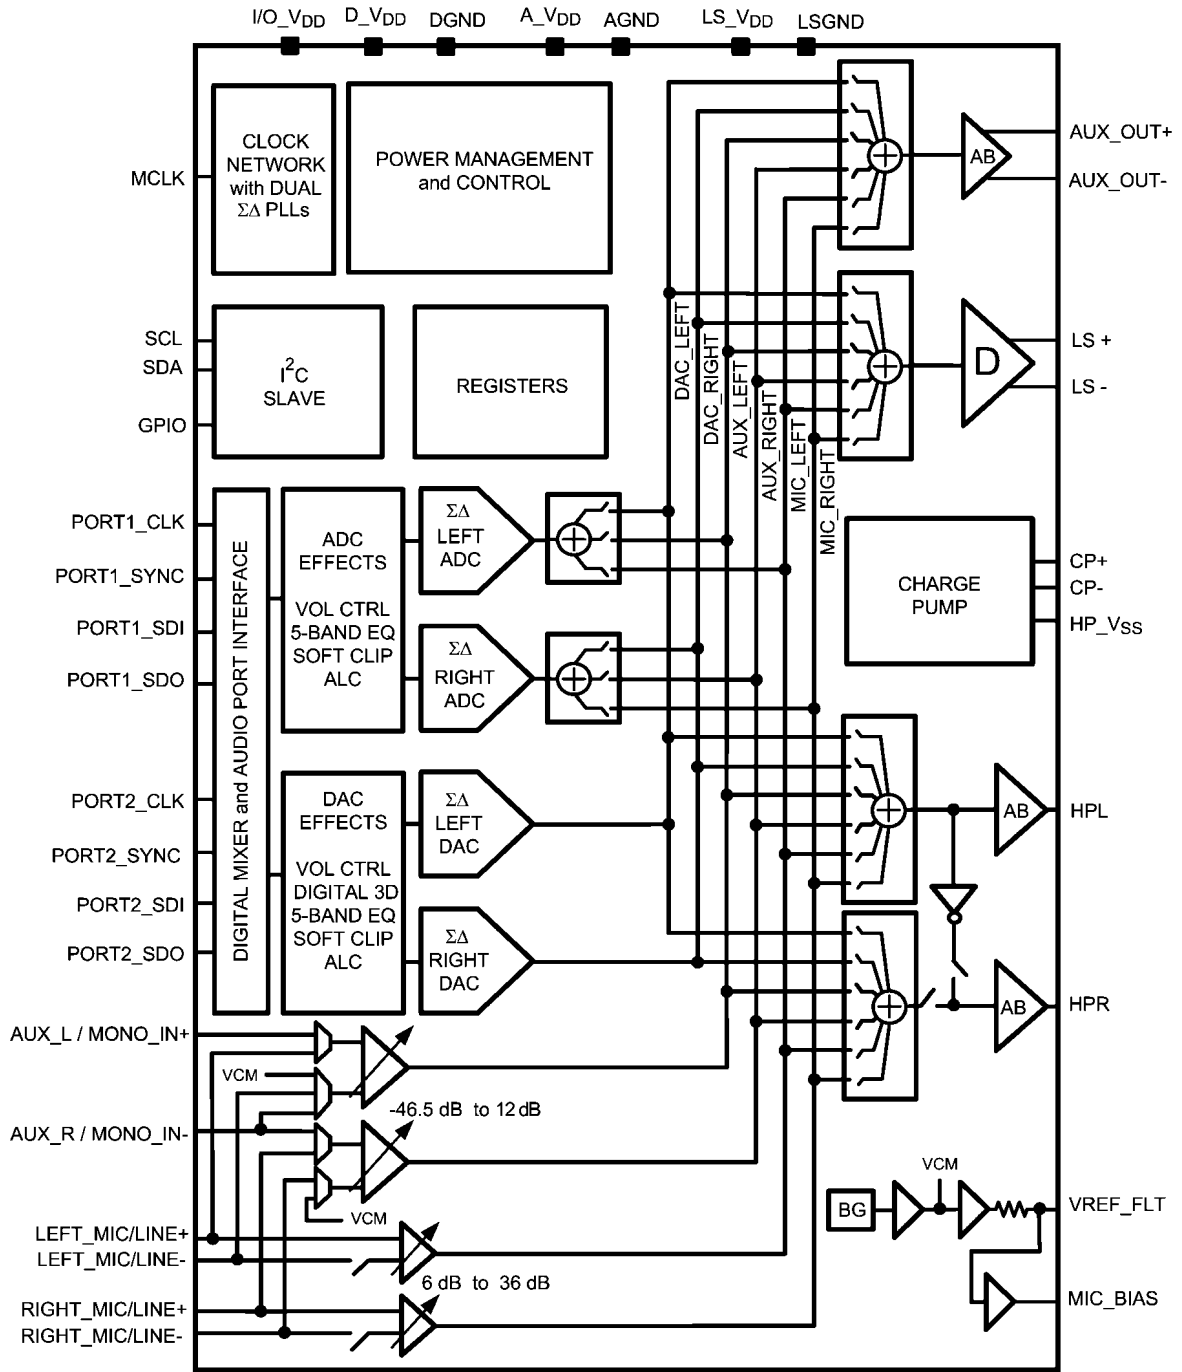 I/O_VDD
D_VDD
DGND
A_VDD
AGND
LS_VDD
LSGND
CLOCK
NETWORK
with DUAL
ΣΔ PLLs
POWER MANAGEMENT
and CONTROL
MCLK
AB
AUX_OUT+
AUX_OUT-
SCL
SDA
GPIO
I2C
SLAVE
REGISTERS
DAC_LEFT
DAC_RIGHT
AUX_LEFT
AUX_RIGHT
MIC_LEFT
MIC_RIGHT
D
LS +
LS -
PORT1_CLK
PORT1_SYNC
PORT1_SDI
PORT1_SDO
PORT2_CLK
PORT2_SYNC
PORT2_SDI
PORT2_SDO
DIGITAL MIXER and AUDIO PORT INTERFACE
ADC
EFFECTS
VOL CTRL
5-BAND EQ
SOFT CLIP
ALC
ΣΔ
LEFT
ADC
ΣΔ
RIGHT
ADC
CHARGE
PUMP
CP+
CP-
HP_VSS
DAC
EFFECTS
VOL CTRL
DIGITAL 3D
5-BAND EQ
SOFT CLIP
ALC
ΣΔ
LEFT
DAC
ΣΔ
RIGHT
DAC
AB
HPL
AB
HPR
AUX_L / MONO_IN+
VCM
-46.5 dB to 12 dB
AUX_R / MONO_IN-
VCM
LEFT_MIC/LINE+
LEFT_MIC/LINE-
6 dB to 36 dB
RIGHT_MIC/LINE+
RIGHT_MIC/LINE-
BG
VCM
VREF_FLT
MIC_BIAS